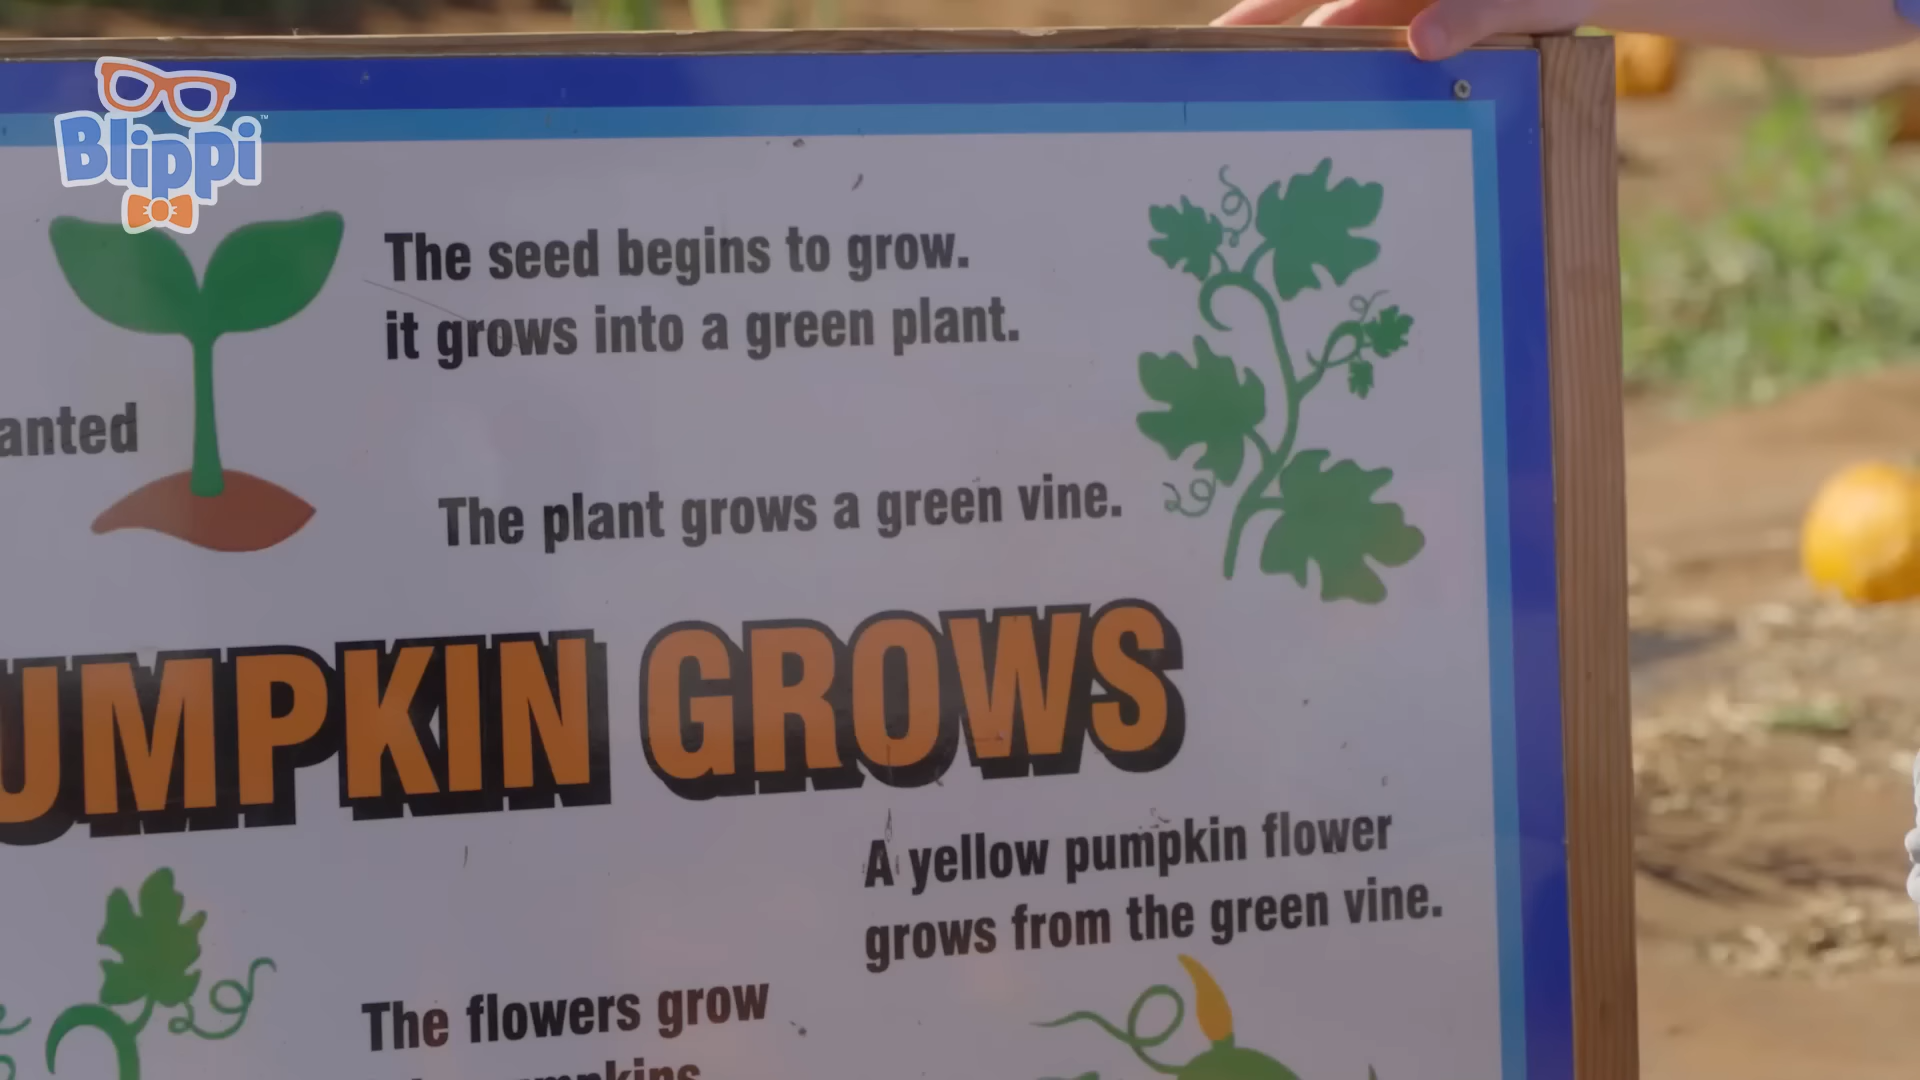 Blippi
The seed begins to grow.
it grows into a green plant.
anted
The plant grows a green vine.
UMPKIN GROWS
A yellow pumpkin flower
grows from the green vine.
The flowers grow